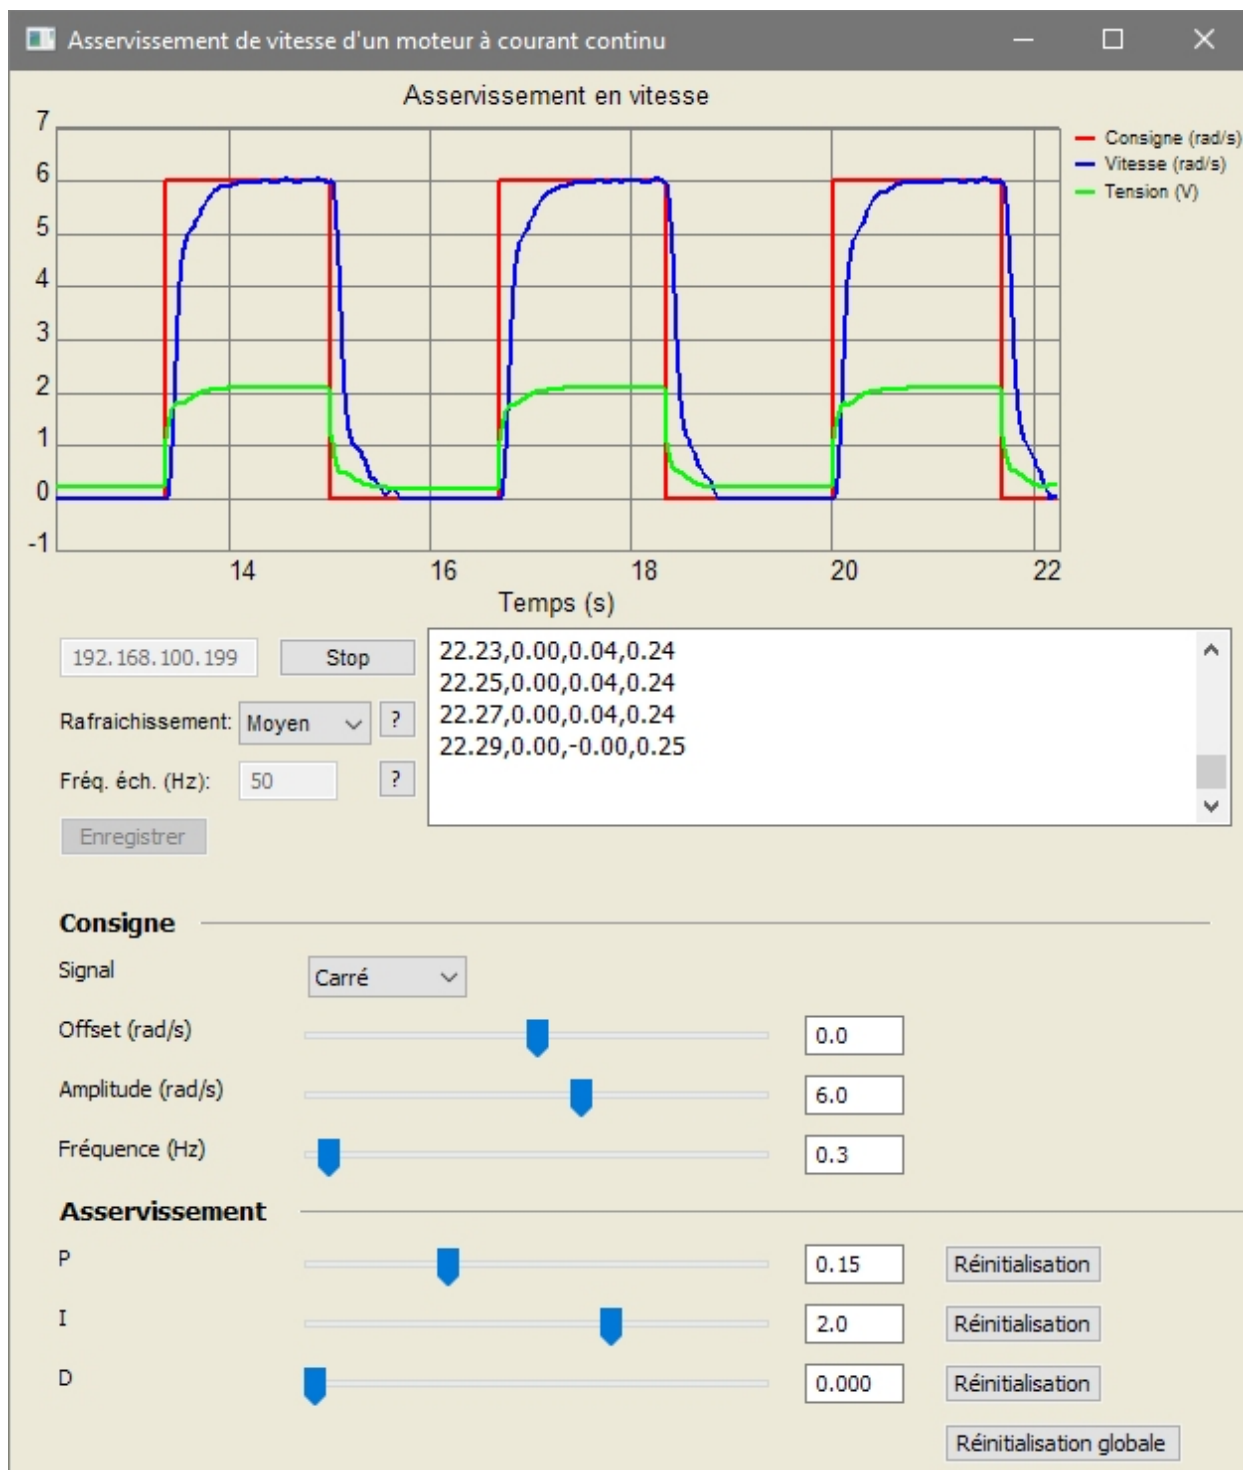 Asservissement de vitesse d'un moteur à courant continu
Asservissement en vitesse
7
6
5
4
3
2
1
0
-1
14 16 18 20 22
Temps (s)
Consigne (rad/s)
Vitesse (rad/s)
Tension (V)
192.168.100.199 Stop
Rafraichissement: Moyen ?
Fréq. éch. (Hz): 50 ?
Enregistrer
22.23,0.00,0.04,0.24
22.25,0.00,0.04,0.24
22.27,0.00,0.04,0.24
22.29,0.00,-0.00,0.25
Consigne
Signal Carré
Offset (rad/s) 0.0
Amplitude (rad/s) 6.0
Fréquence (Hz) 0.3
Asservissement
P 0.15 Réinitialisation
I 2.0 Réinitialisation
D 0.000 Réinitialisation
Réinitialisation globale